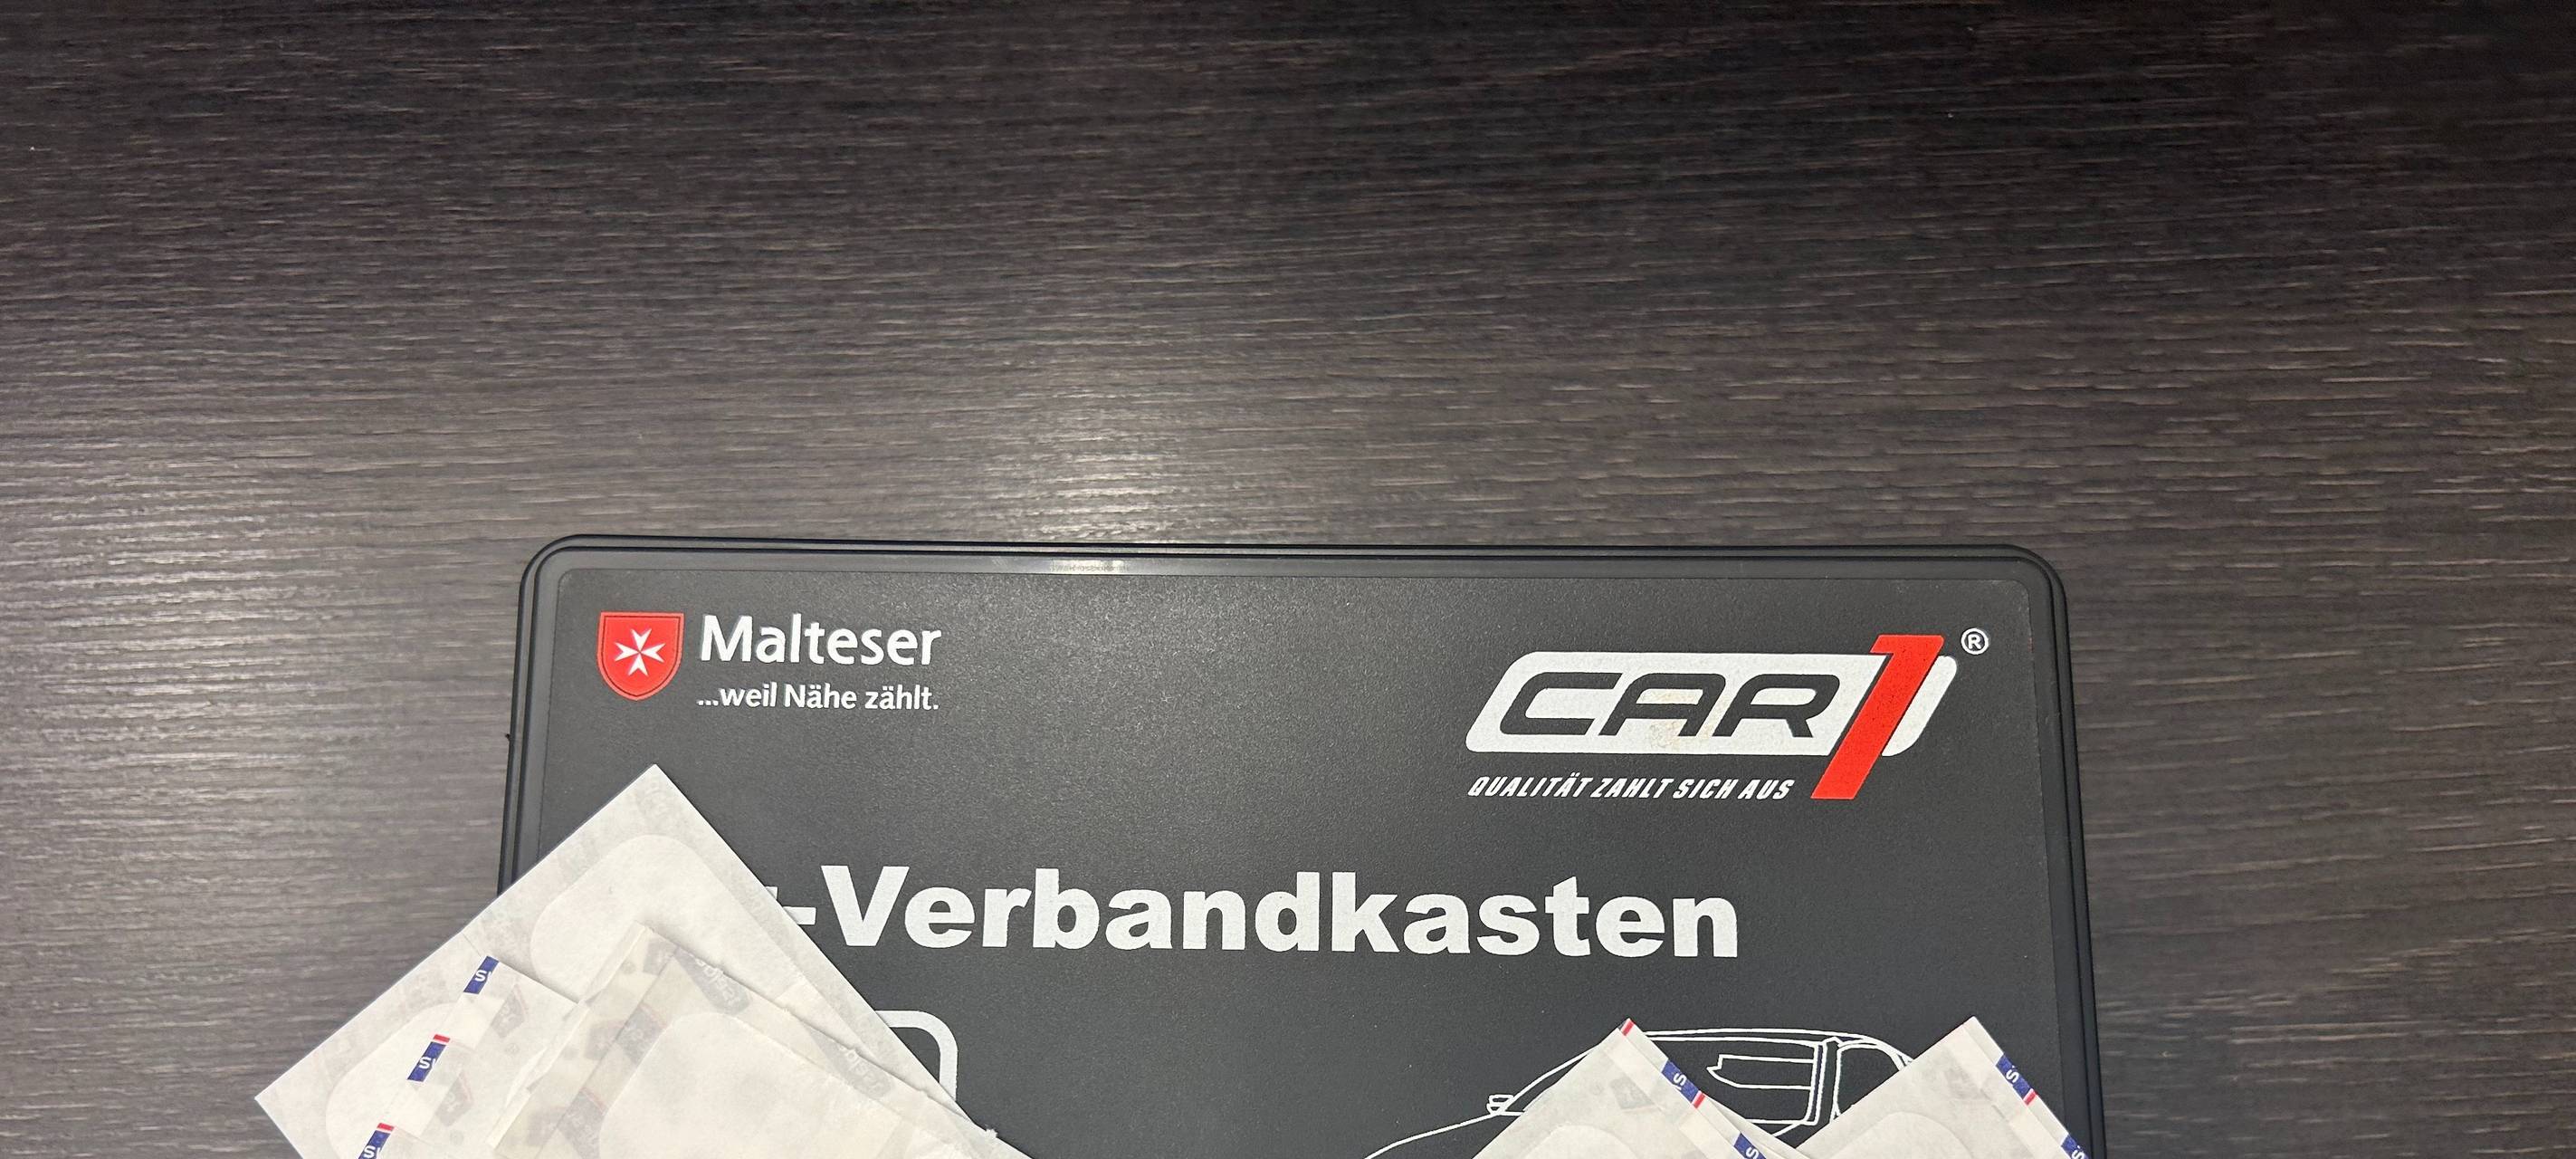 Malteser
...weil Nähe zählt.
CAR1®
QUALITÄT ZAHLT SICH AUS
-Verbandkasten